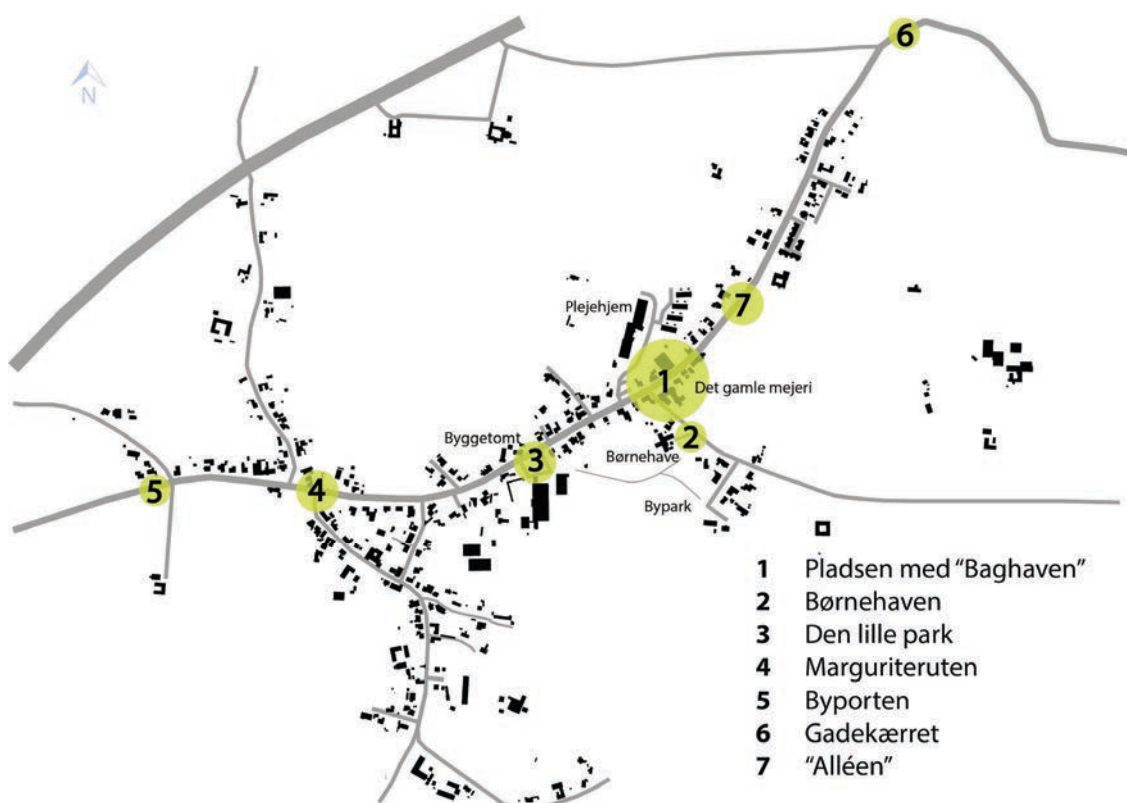 N
6
7
Plejehjem
1
Det gamle mejeri
2
Byggetomt
3
Børnehave
Bypark
4
5
1 Pladsen med “Baghaven”
2 Børnehaven
3 Den lille park
4 Marguriteruten
5 Byporten
6 Gadekærret
7 “Alléen”